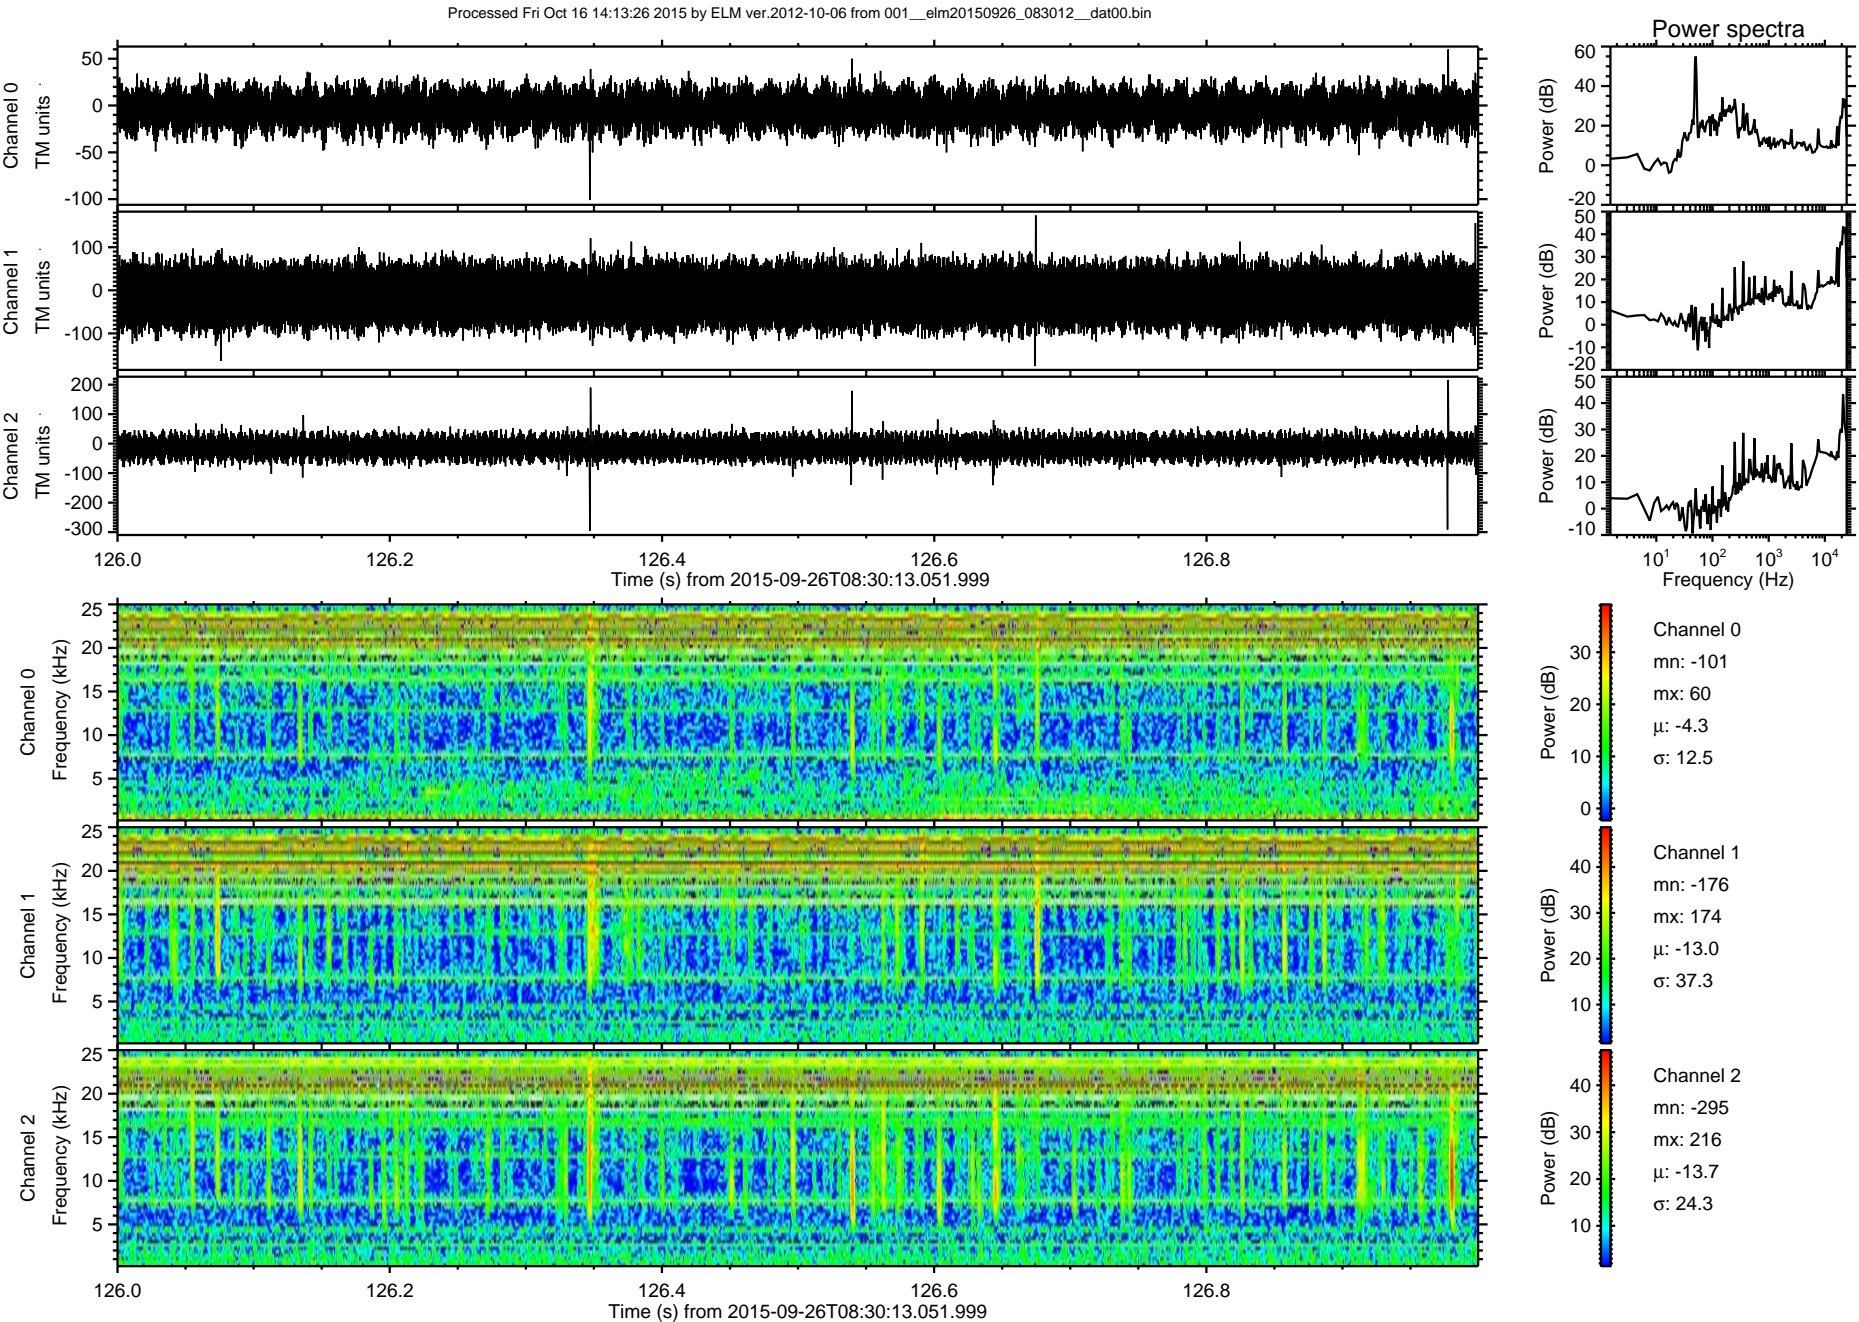 Processed Fri Oct 16 14:13:26 2015 by ELM ver.2012-10-06 from 001__elm20150926_083012__dat00.bin
Power spectra
Channel 0
TM units
50
0
-50
-100
Power (dB)
60
40
20
0
-20
Channel 1
TM units
100
0
-100
Power (dB)
50
40
30
20
10
0
-10
-20
Channel 2
TM units
200
100
0
-100
-200
-300
Power (dB)
50
40
30
20
10
0
-10
126.0 126.2 126.4 126.6 126.8
Time (s) from 2015-09-26T08:30:13.051.999
10^1 10^2 10^3 10^4
Frequency (Hz)
Channel 0
Frequency (kHz)
25
20
15
10
5
Power (dB)
30
20
10
0
Channel 0
mn: -101
mx: 60
μ: -4.3
σ: 12.5
Channel 1
Frequency (kHz)
25
20
15
10
5
Power (dB)
40
30
20
10
Channel 1
mn: -176
mx: 174
μ: -13.0
σ: 37.3
Channel 2
Frequency (kHz)
25
20
15
10
5
Power (dB)
40
30
20
10
Channel 2
mn: -295
mx: 216
μ: -13.7
σ: 24.3
126.0 126.2 126.4 126.6 126.8
Time (s) from 2015-09-26T08:30:13.051.999